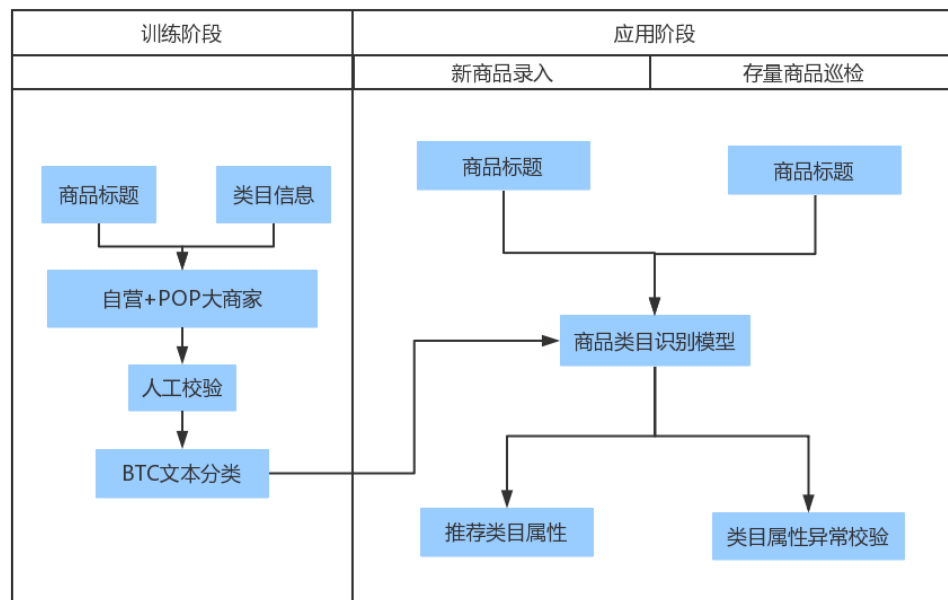 训练阶段
应用阶段
新商品录入
存量商品巡检
商品标题
类目信息
商品标题
商品标题
自营+POP大商家
商品类目识别模型
人工校验
BTC文本分类
推荐类目属性
类目属性异常校验